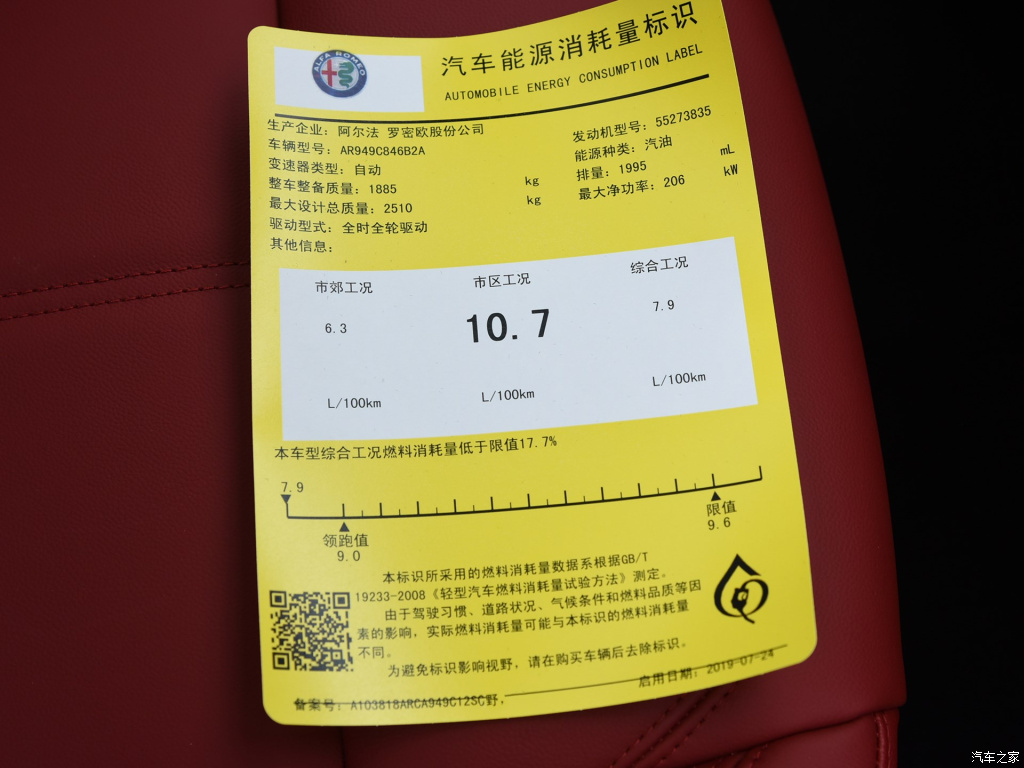 ALFA ROMEO
汽车能源消耗量标识
AUTOMOBILE ENERGY CONSUMPTION LABEL
生产企业：阿尔法 罗密欧股份公司
车辆型号：AR949C846B2A
变速器类型：自动
整车整备质量：1885 kg
最大设计总质量：2510 kg
驱动型式：全时全轮驱动
其他信息：
发动机型号：55273835
能源种类：汽油
排量：1995 mL
最大净功率：206 kW
市郊工况 市区工况 综合工况
6.3 10.7 7.9
L/100km L/100km L/100km
本车型综合工况燃料消耗量低于限值17.7%
7.9
领跑值 限值
9.0 9.6
本标识所采用的燃料消耗量数据系根据GB/T
19233-2008《轻型汽车燃料消耗量试验方法》测定。
由于驾驶习惯、道路状况、气候条件和燃料品质等因
素的影响，实际燃料消耗量可能与本标识的燃料消耗量
不同。
为避免标识影响视野，请在购买车辆后去除标识。
备案号：A103818ARCA949C12SC野，
启用日期：2019-07-24
汽车之家